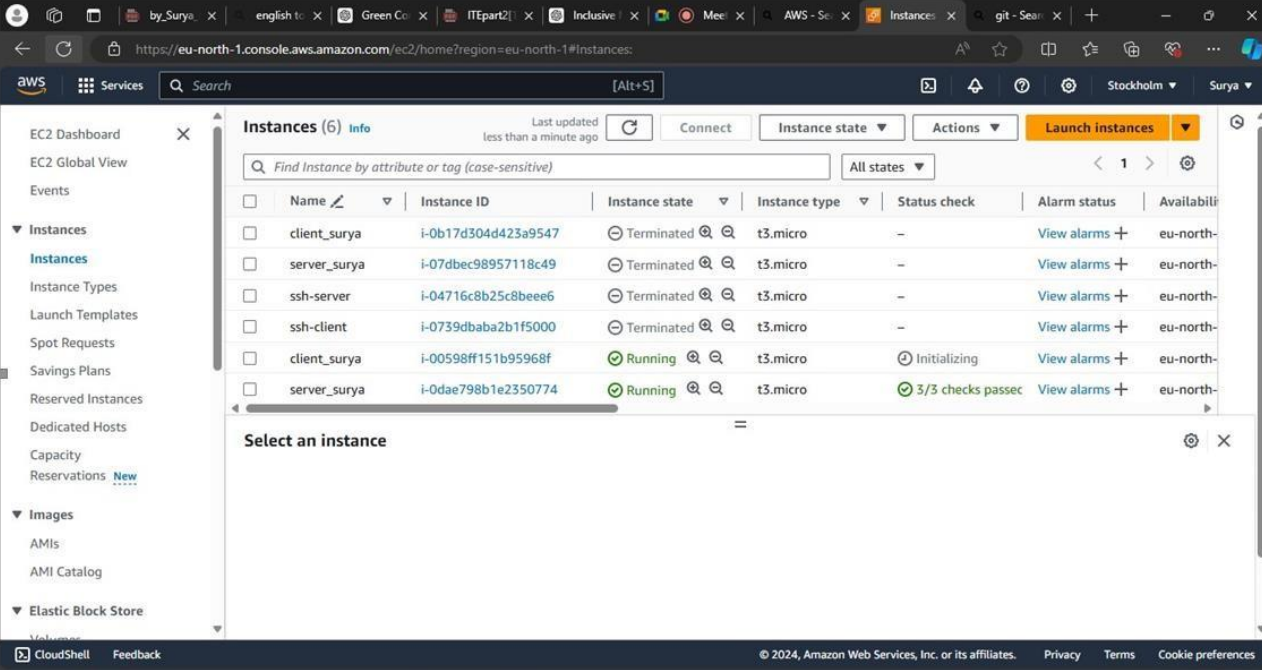 by_Surya_
english to
Green Co
ITEpart2[
Inclusive
Mee
AWS - Se
Instances
git - Sear
https://eu-north-1.console.aws.amazon.com/ec2/home?region=eu-north-1#Instances:
aws Services Search [Alt+S] Stockholm Surya
EC2 Dashboard
EC2 Global View
Events
Instances
Instances
Instance Types
Launch Templates
Spot Requests
Savings Plans
Reserved Instances
Dedicated Hosts
Capacity
Reservations New
Images
AMIs
AMI Catalog
Elastic Block Store
Instances (6) Info
Last updated
less than a minute ago
Connect Instance state Actions Launch instances
Find Instance by attribute or tag (case-sensitive) All states 1
Name Instance ID Instance state Instance type Status check Alarm status Availabili
client_surya i-0b17d304d423a9547 Terminated t3.micro – View alarms + eu-north-
server_surya i-07dbec98957118c49 Terminated t3.micro – View alarms + eu-north-
ssh-server i-04716c8b25c8beee6 Terminated t3.micro – View alarms + eu-north-
ssh-client i-0739dbaba2b1f5000 Terminated t3.micro – View alarms + eu-north-
client_surya i-00598ff151b95968f Running t3.micro Initializing View alarms + eu-north-
server_surya i-0dae798b1e2350774 Running t3.micro 3/3 checks passec View alarms + eu-north-
Select an instance
CloudShell Feedback © 2024, Amazon Web Services, Inc. or its affiliates. Privacy Terms Cookie preferences